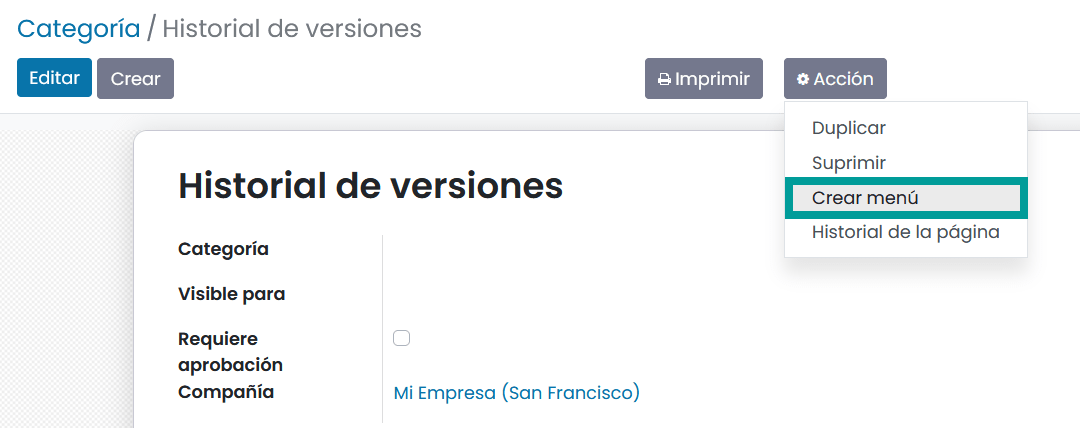 Categoría / Historial de versiones
Editar Crear Imprimir Acción
Duplicar
Suprimir
Crear menú
Historial de la página
Historial de versiones
Categoría
Visible para
Requiere
aprobación
Compañía Mi Empresa (San Francisco)